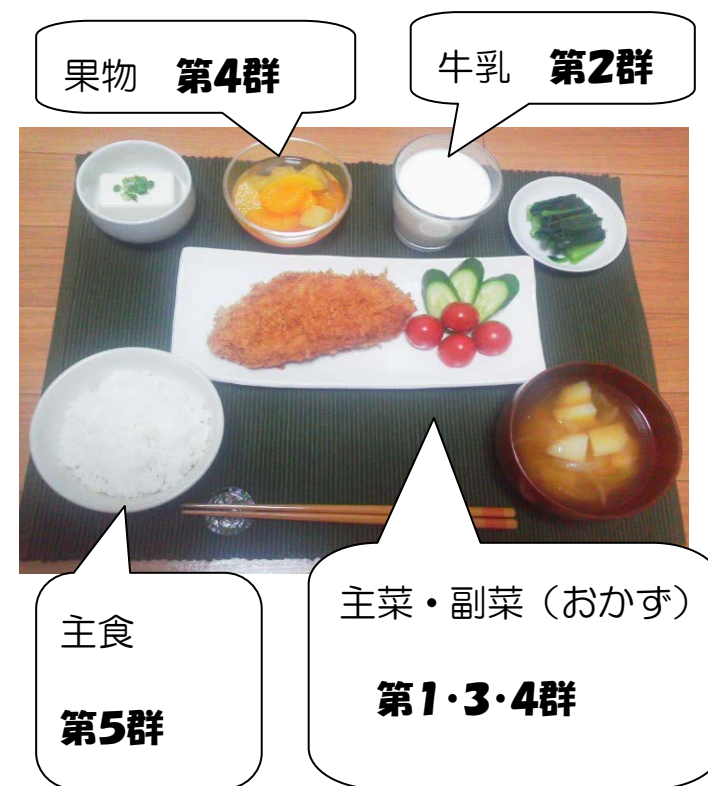 果物　第4群
牛乳　第2群
主食
第5群
主菜・副菜（おかず）
第1・3・4群